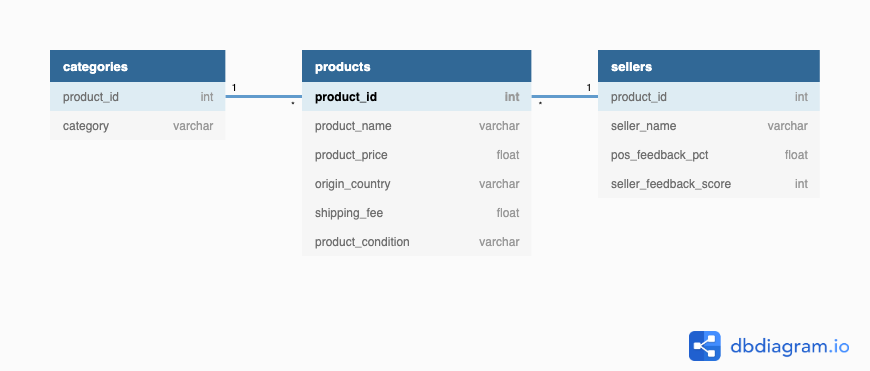 categories
product_id int
category varchar
1
*
products
product_id int
product_name varchar
product_price float
origin_country varchar
shipping_fee float
product_condition varchar
*
1
sellers
product_id int
seller_name varchar
pos_feedback_pct float
seller_feedback_score int
dbdiagram.io